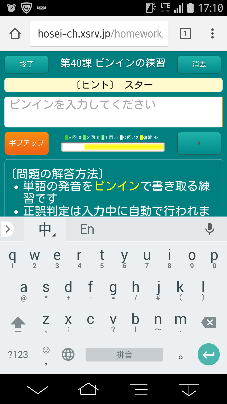 17:10
hosei-ch.xsrv.jp/homework
1
終了
第40課 ピンインの練習
消去
〔ヒント〕 スター
ピンインを入力してください
ギブアップ
〔問題の解答方法〕
• 単語の発音をピンインで書き取る練
習です
• 正誤判定は入力中に自動で行われま
中 En
q w e r t y u i o p
a s d f g h j k l
z x c v b n m
?123 拼音 。